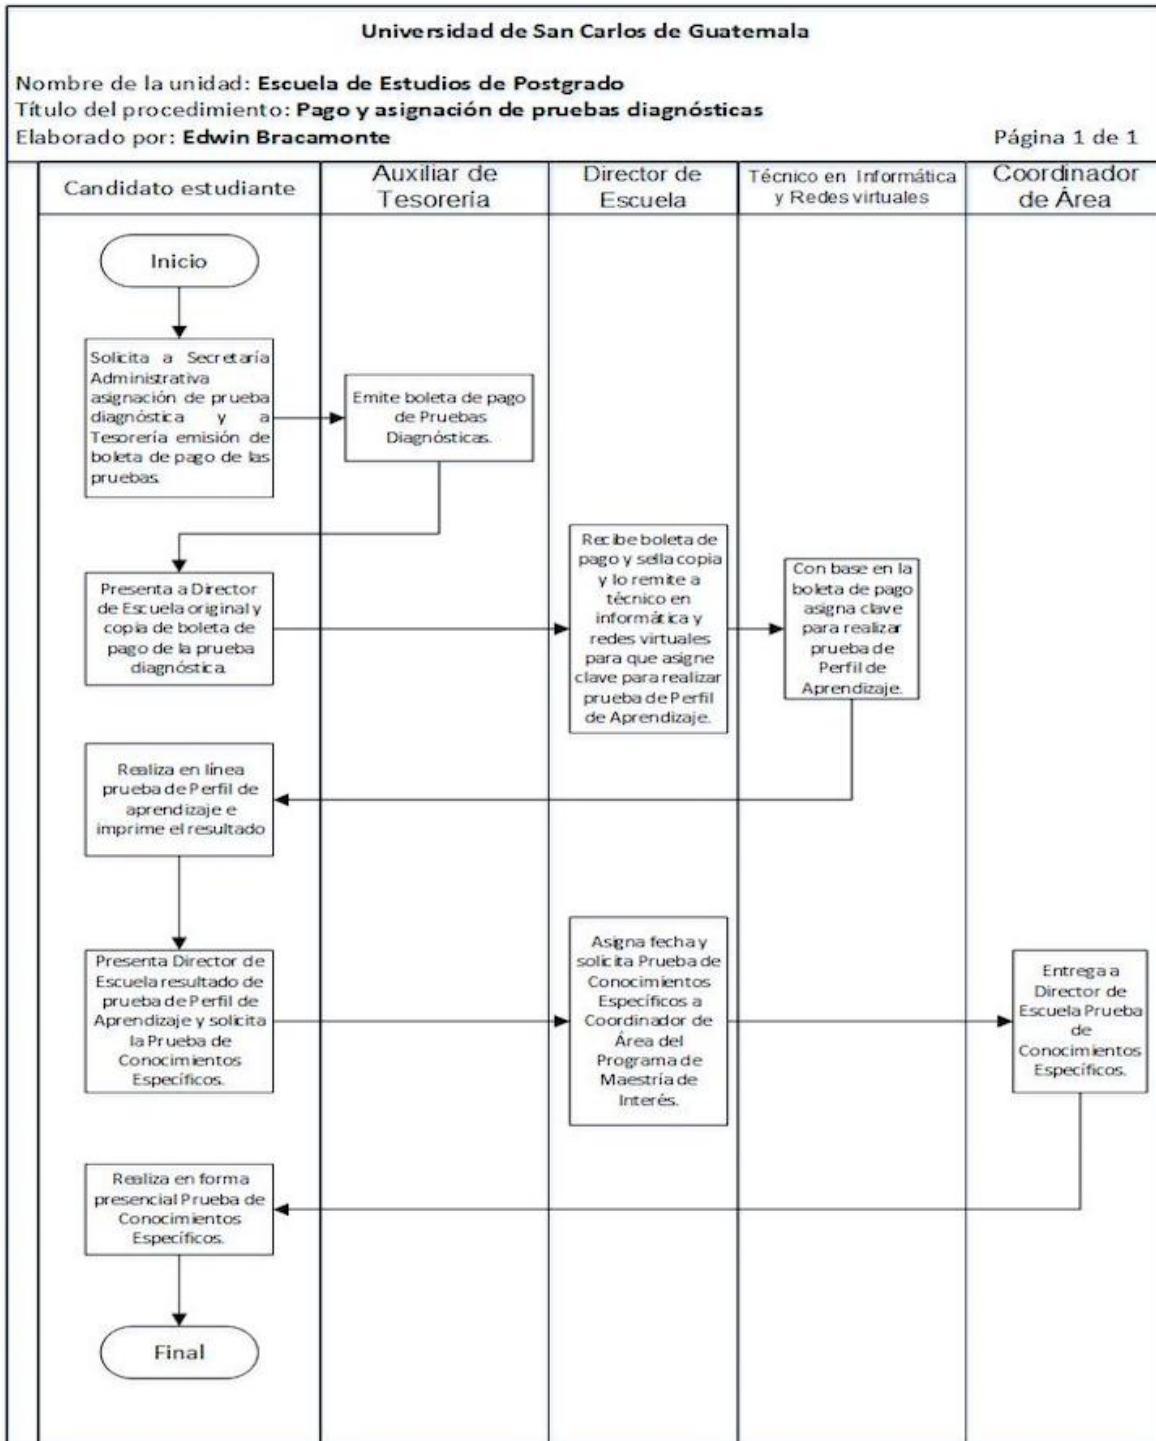 Universidad de San Carlos de Guatemala
Nombre de la unidad: Escuela de Estudios de Postgrado
Título del procedimiento: Pago y asignación de pruebas diagnósticas
Elaborado por: Edwin Bracamonte
Página 1 de 1
Candidato estudiante
Auxiliar de
Tesorería
Director de
Escuela
Técnico en Informática
y Redes virtuales
Coordinador
de Área
Inicio
Solicita a Secretaría
Administrativa
asignación de prueba
diagnóstica y a
Tesorería emisión de
boleta de pago de las
pruebas.
Emite boleta de pago
de Pruebas
Diagnósticas.
Presenta a Director
de Escuela original y
copia de boleta de
pago de la prueba
diagnóstica.
Recibe boleta de
pago y sella copia
y lo remite a
técnico en
informática y
redes virtuales
para que asigne
clave para realizar
prueba de Perfil
de Aprendizaje.
Con base en la
boleta de pago
asigna clave
para realizar
prueba de
Perfil de
Aprendizaje.
Realiza en línea
prueba de Perfil de
aprendizaje e
imprime el resultado
Presenta Director de
Escuela resultado de
prueba de Perfil de
Aprendizaje y solicita
la Prueba de
Conocimientos
Específicos.
Asigna fecha y
solicita Prueba de
Conocimientos
Específicos a
Coordinador de
Área del
Programa de
Maestría de
Interés.
Entrega a
Director de
Escuela Prueba
de
Conocimientos
Específicos.
Realiza en forma
presencial Prueba de
Conocimientos
Específicos.
Final